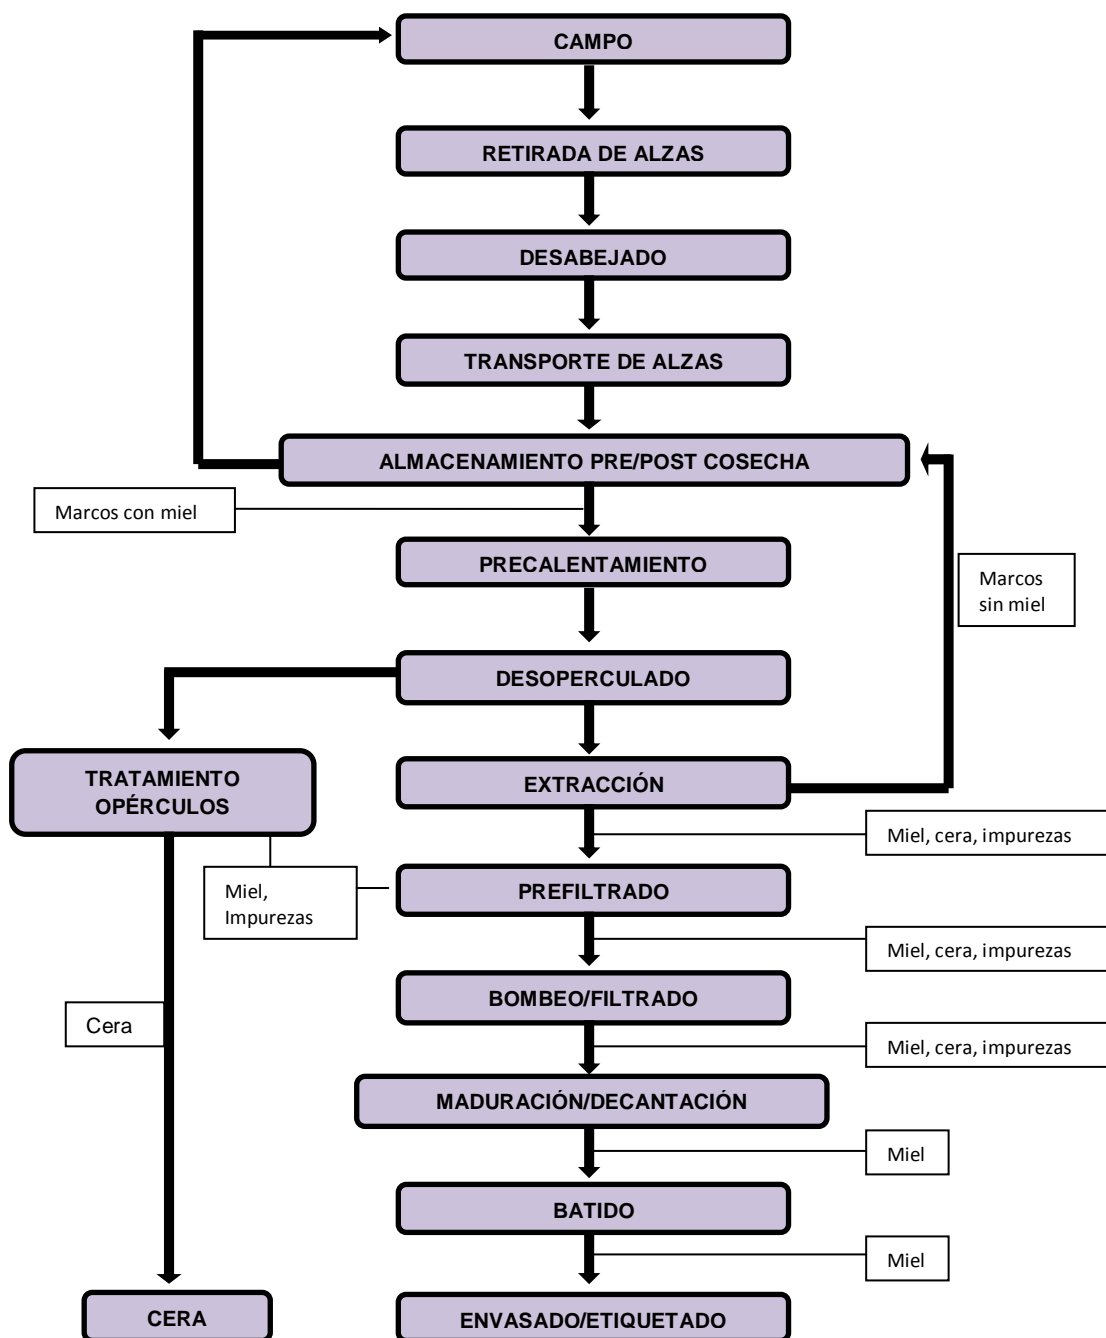 CAMPO
RETIRADA DE ALZAS
DESABEJADO
TRANSPORTE DE ALZAS
ALMACENAMIENTO PRE/POST COSECHA
Marcos con miel
PRECALENTAMIENTO
Marcos
sin miel
DESOPERCULADO
TRATAMIENTO
OPÉRCULOS
EXTRACCIÓN
Miel, cera, impurezas
Miel,
Impurezas
PREFILTRADO
Miel, cera, impurezas
BOMBEO/FILTRADO
Cera
Miel, cera, impurezas
MADURACIÓN/DECANTACIÓN
Miel
BATIDO
Miel
CERA
ENVASADO/ETIQUETADO